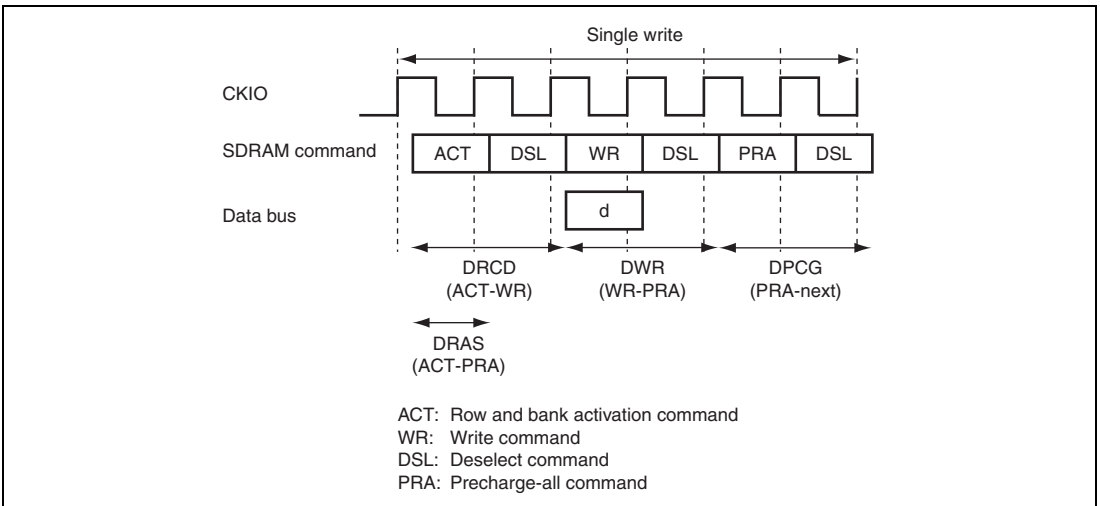 Single write
CKIO
SDRAM command ACT DSL WR DSL PRA DSL
Data bus d
DRCD DWR DPCG
(ACT-WR) (WR-PRA) (PRA-next)
DRAS
(ACT-PRA)
ACT: Row and bank activation command
WR: Write command
DSL: Deselect command
PRA: Precharge-all command